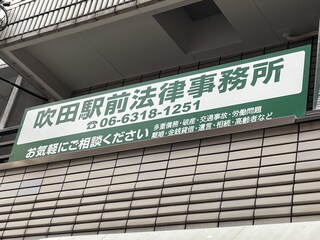 吹田駅前法律事務所
☎06-6318-1251
お気軽にご相談ください
多重債務・破産・交通事故・労働問題
敷地・金銭貸借・遺言・相続・高齢者など